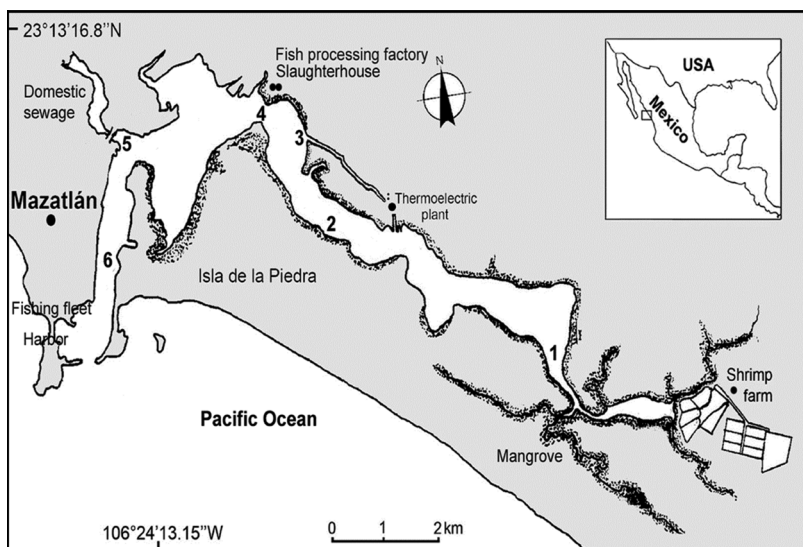 23°13'16.8''N
Fish processing factory
Slaughterhouse
Domestic
sewage
N
USA
Mexico
4
5
3
Mazatlán
Thermoelectric
plant
2
6
Isla de la Piedra
Fishing fleet
Harbor
1
Shrimp
farm
Pacific Ocean
Mangrove
106°24'13.15''W
0 1 2 km